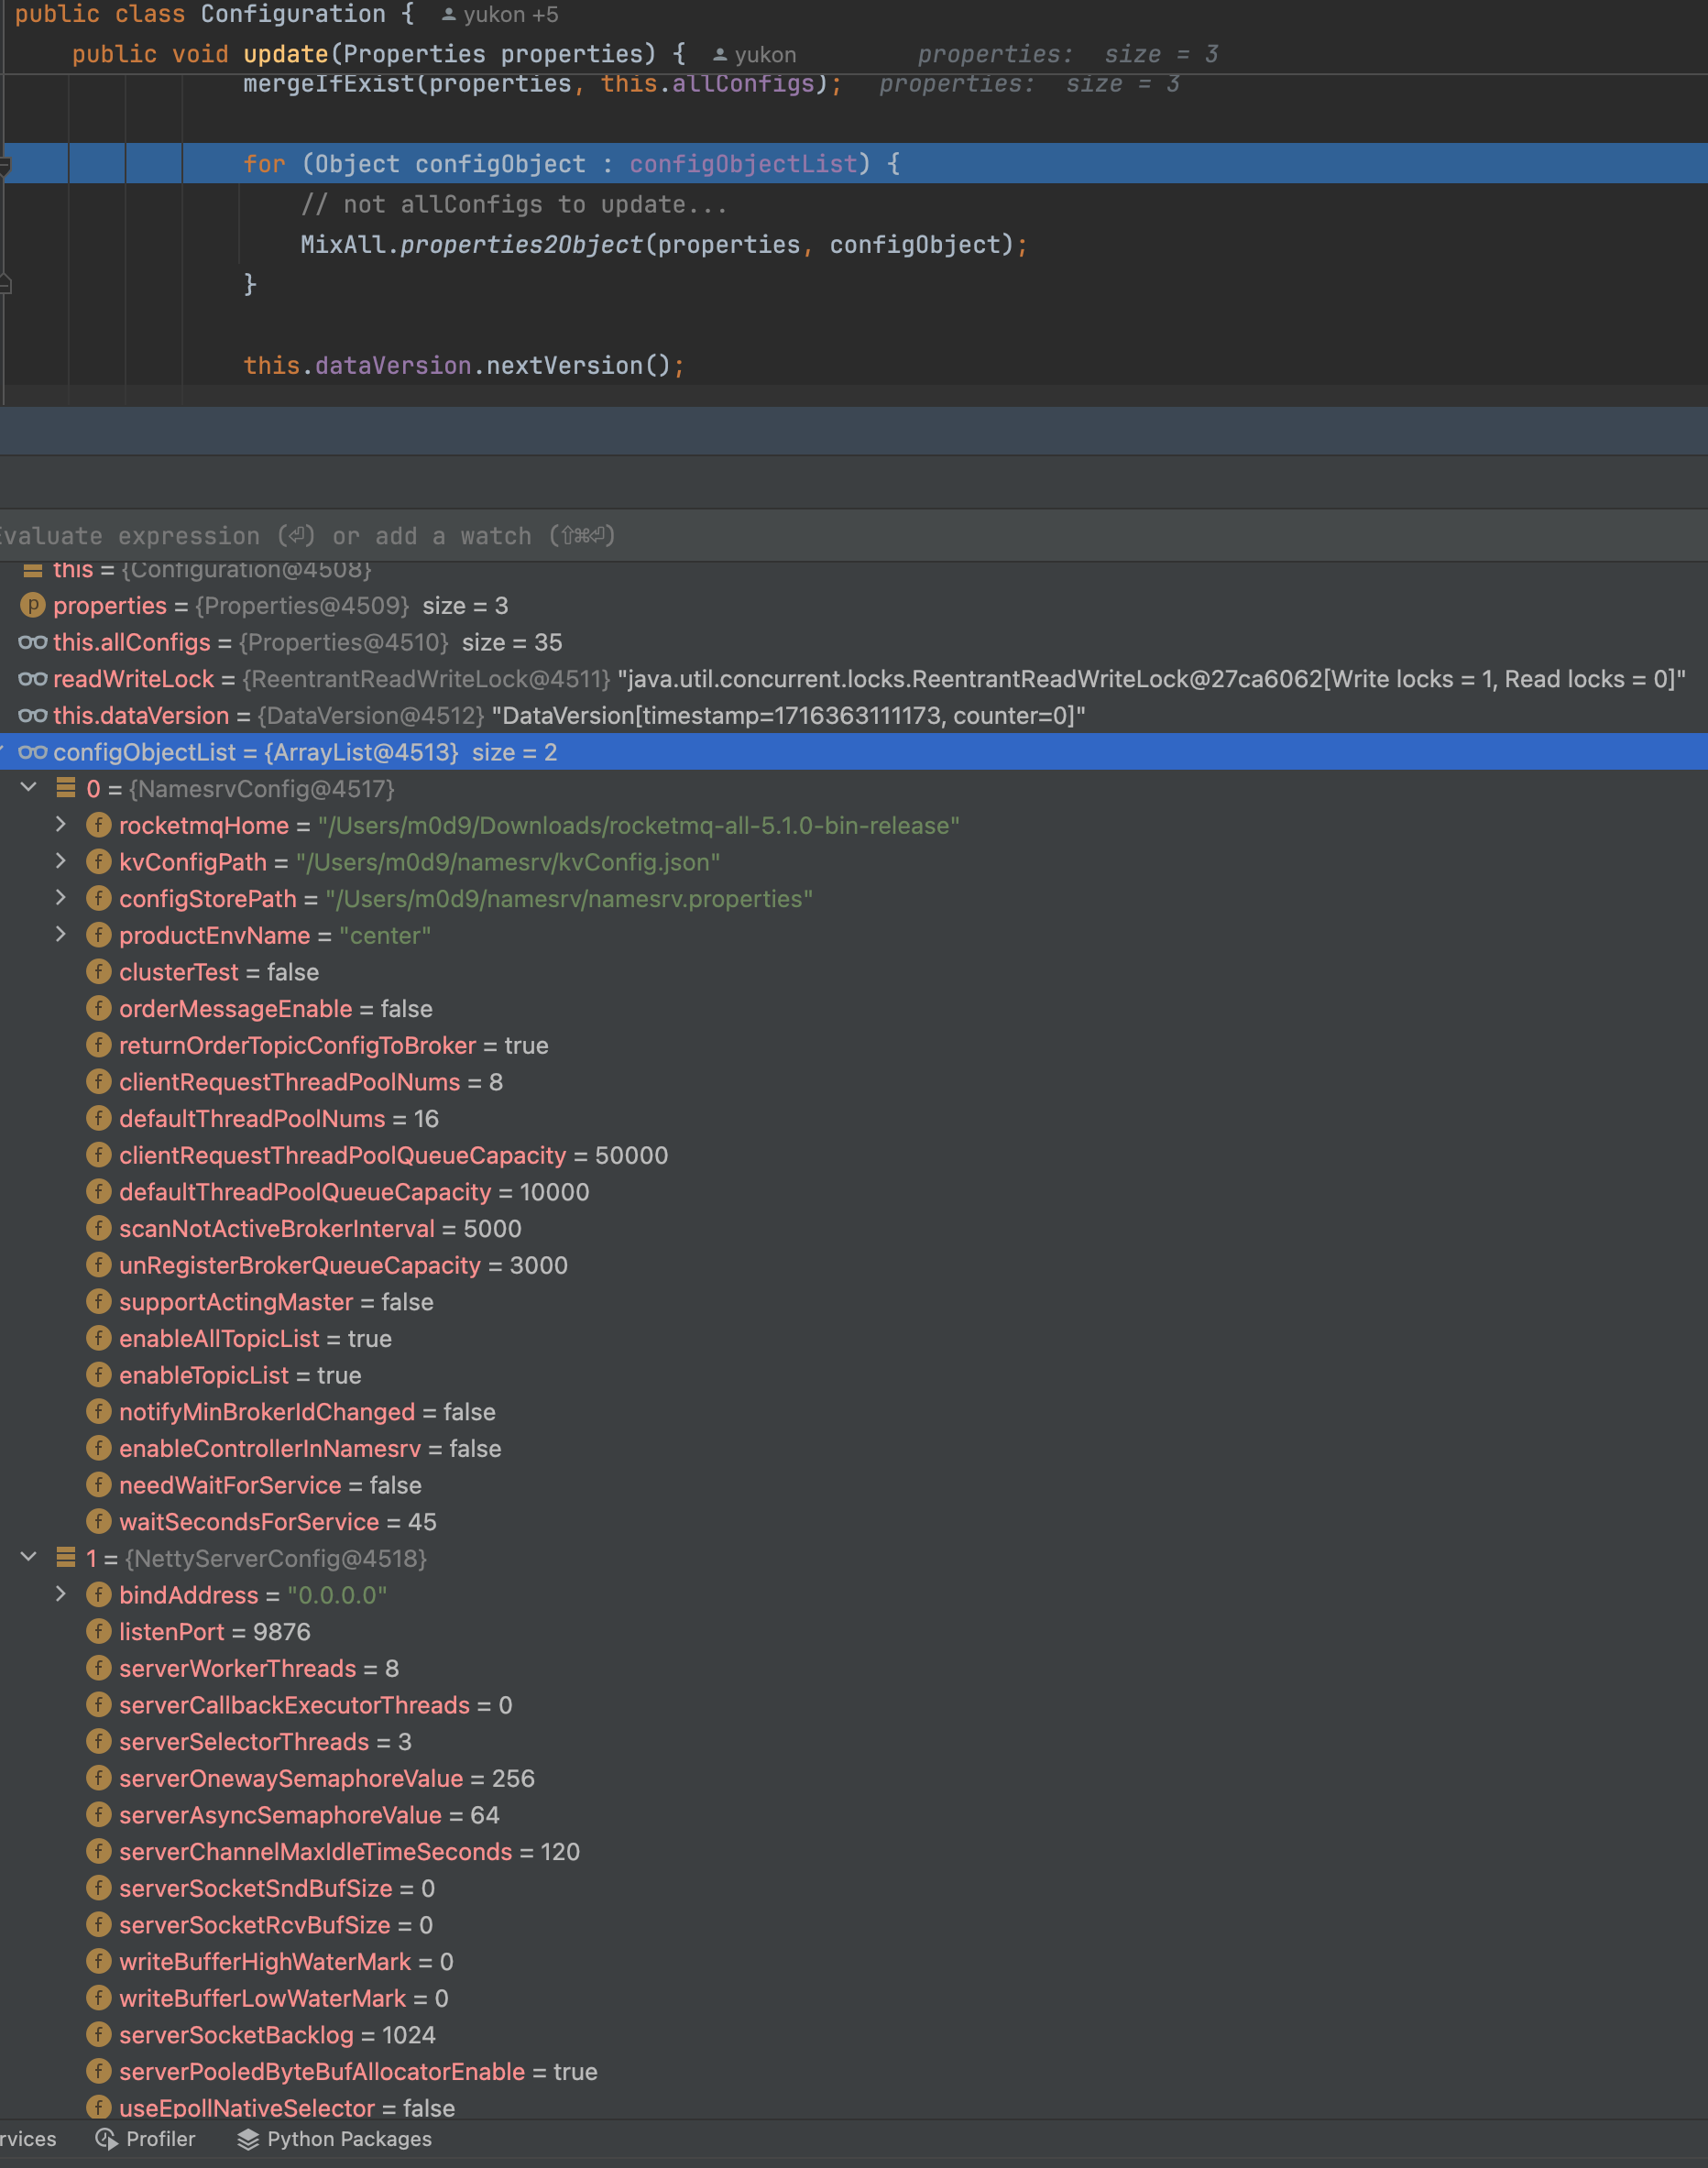 public class Configuration { yukon +5
public void update(Properties properties) { yukon properties: size = 3
mergeIfExist(properties, this.allConfigs); properties: size = 3
for (Object configObject : configObjectList) {
// not allConfigs to update...
MixAll.properties2Object(properties, configObject);
}
this.dataVersion.nextVersion();
Evaluate expression (⏎) or add a watch (⇧⌘⏎)
this = {Configuration@4508}
p properties = {Properties@4509} size = 3
this.allConfigs = {Properties@4510} size = 35
readWriteLock = {ReentrantReadWriteLock@4511} "java.util.concurrent.locks.ReentrantReadWriteLock@27ca6062[Write locks = 1, Read locks = 0]"
this.dataVersion = {DataVersion@4512} "DataVersion[timestamp=1716363111173, counter=0]"
configObjectList = {ArrayList@4513} size = 2
0 = {NamesrvConfig@4517}
f rocketmqHome = "/Users/m0d9/Downloads/rocketmq-all-5.1.0-bin-release"
f kvConfigPath = "/Users/m0d9/namesrv/kvConfig.json"
f configStorePath = "/Users/m0d9/namesrv/namesrv.properties"
f productEnvName = "center"
f clusterTest = false
f orderMessageEnable = false
f returnOrderTopicConfigToBroker = true
f clientRequestThreadPoolNums = 8
f defaultThreadPoolNums = 16
f clientRequestThreadPoolQueueCapacity = 50000
f defaultThreadPoolQueueCapacity = 10000
f scanNotActiveBrokerInterval = 5000
f unRegisterBrokerQueueCapacity = 3000
f supportActingMaster = false
f enableAllTopicList = true
f enableTopicList = true
f notifyMinBrokerIdChanged = false
f enableControllerInNamesrv = false
f needWaitForService = false
f waitSecondsForService = 45
1 = {NettyServerConfig@4518}
f bindAddress = "0.0.0.0"
f listenPort = 9876
f serverWorkerThreads = 8
f serverCallbackExecutorThreads = 0
f serverSelectorThreads = 3
f serverOnewaySemaphoreValue = 256
f serverAsyncSemaphoreValue = 64
f serverChannelMaxIdleTimeSeconds = 120
f serverSocketSndBufSize = 0
f serverSocketRcvBufSize = 0
f writeBufferHighWaterMark = 0
f writeBufferLowWaterMark = 0
f serverSocketBacklog = 1024
f serverPooledByteBufAllocatorEnable = true
f useEpollNativeSelector = false
rvices Profiler Python Packages